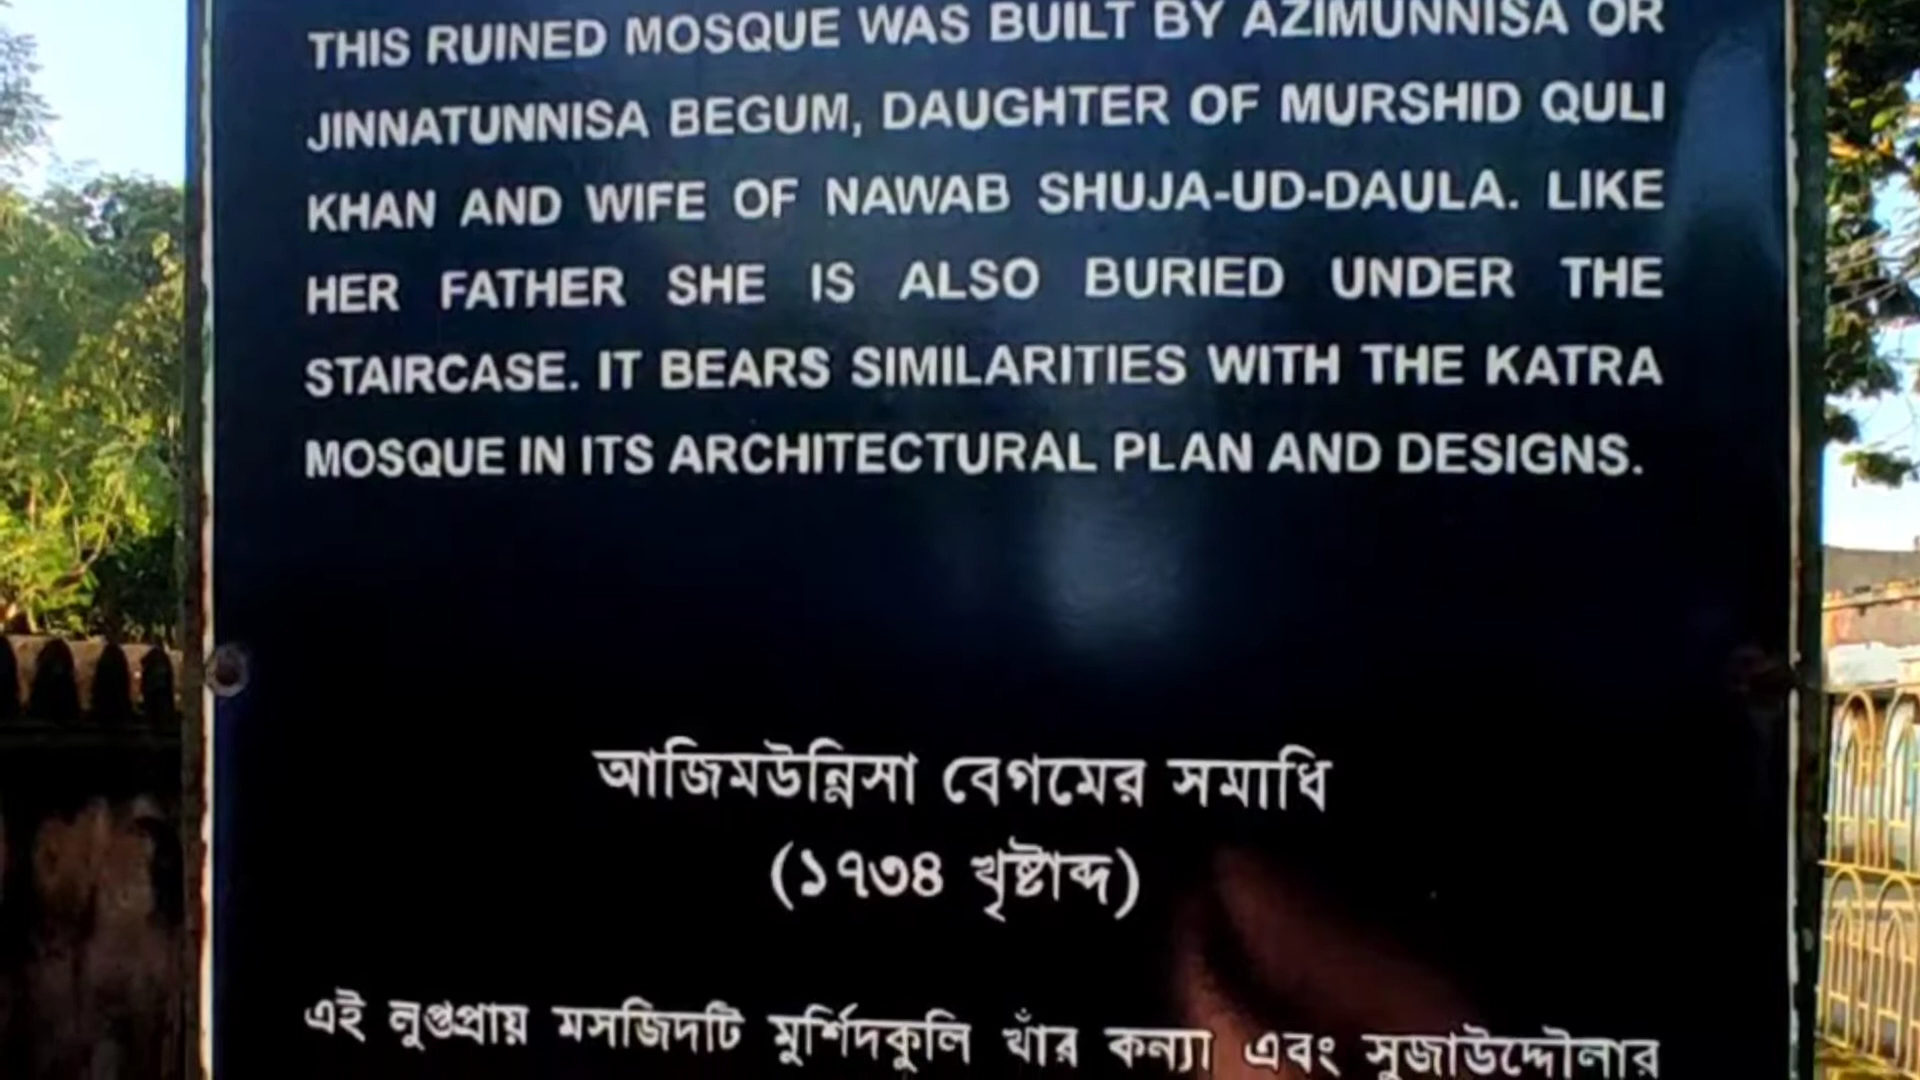 THIS RUINED MOSQUE WAS BUILT BY AZIMUNNISA OR
JINNATUNNISA BEGUM, DAUGHTER OF MURSHID QULI
KHAN AND WIFE OF NAWAB SHUJA-UD-DAULA. LIKE
HER FATHER SHE IS ALSO BURIED UNDER THE
STAIRCASE. IT BEARS SIMILARITIES WITH THE KATRA
MOSQUE IN ITS ARCHITECTURAL PLAN AND DESIGNS.
আজিমউন্নিসা বেগমের সমাধি
(১৭৩৪ খৃষ্টাব্দ)
এই লুপ্তপ্রায় মসজিদটি মুর্শিদকুলি খাঁর কন্যা এবং সুজাউদ্দৌলার